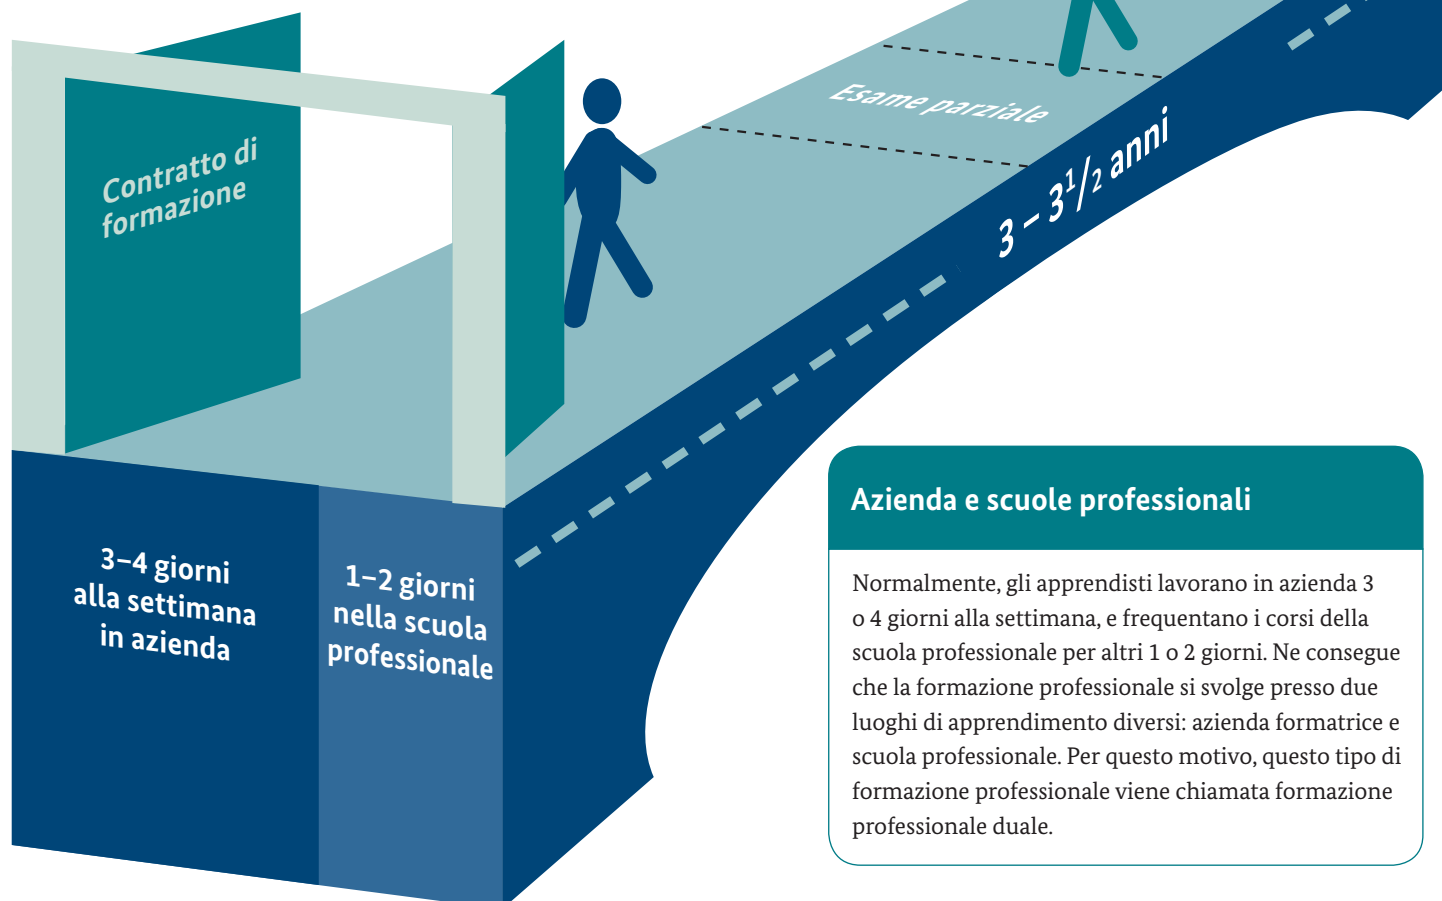 Contratto di
formazione
Esame parziale
3 – 3 1/2 anni
3–4 giorni
alla settimana
in azienda
1–2 giorni
nella scuola
professionale
Azienda e scuole professionali
Normalmente, gli apprendisti lavorano in azienda 3
o 4 giorni alla settimana, e frequentano i corsi della
scuola professionale per altri 1 o 2 giorni. Ne consegue
che la formazione professionale si svolge presso due
luoghi di apprendimento diversi: azienda formatrice e
scuola professionale. Per questo motivo, questo tipo di
formazione professionale viene chiamata formazione
professionale duale.